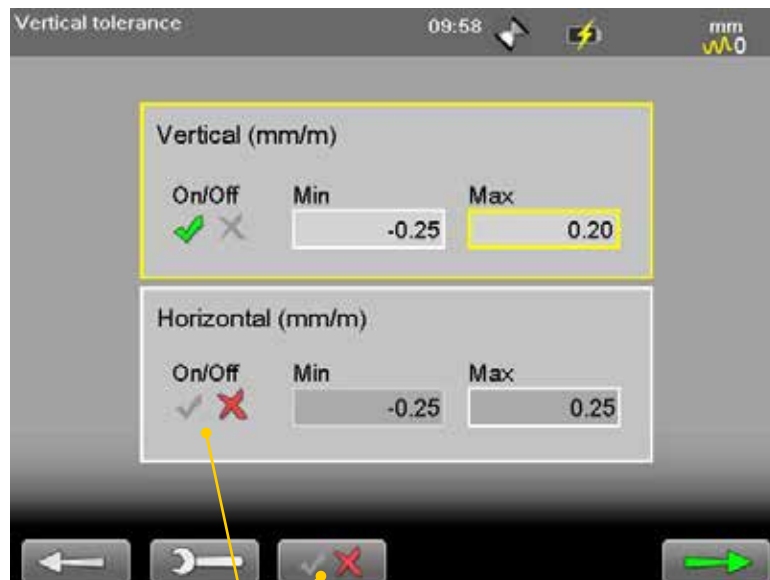 Vertical tolerance 09:58 mm
0
Vertical (mm/m)
On/Off Min Max
-0.25 0.20
Horizontal (mm/m)
On/Off Min Max
-0.25 0.25